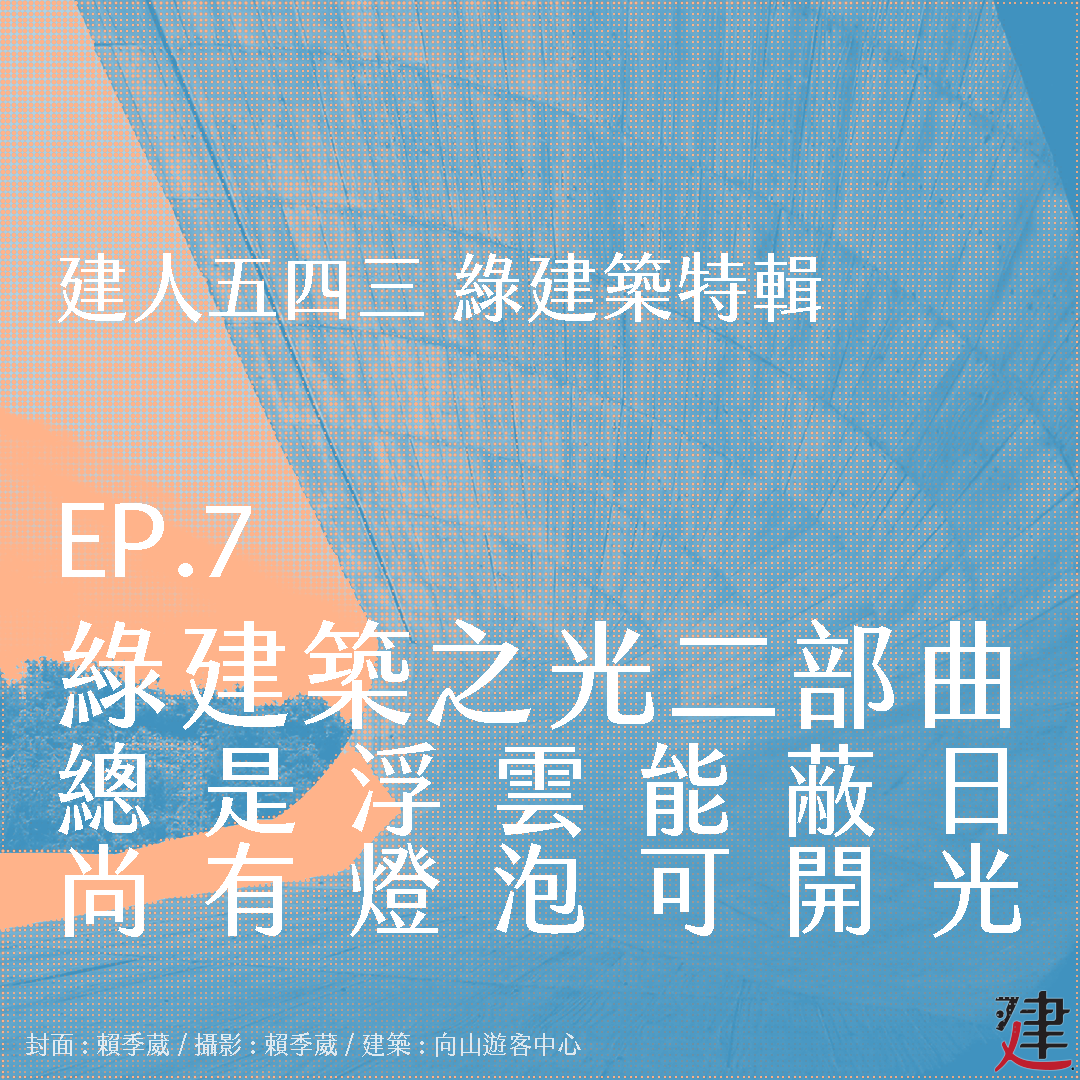 建人五四三 綠建築特輯
EP.7
綠建築之光二部曲
總是浮雲能蔽日
尚有燈泡可開光
封面:賴季葳/攝影:賴季葳/建築:向山遊客中心
建